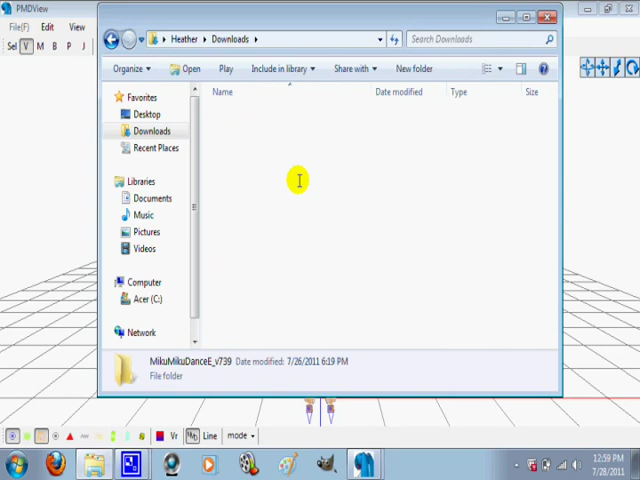 PMDView
File(F) Edit View
Sel V M B P J
Heather Downloads
Search Downloads
Organize Open Play Include in library Share with New folder
Name Date modified Type Size
Favorites
Desktop
Downloads
Recent Places
Libraries
Documents
Music
Pictures
Videos
Computer
Acer (C:)
Network
MikuMikuDanceE_v739 Date modified: 7/26/2011 6:19 PM
File folder
Vr Line mode
12:59 PM
7/28/2011